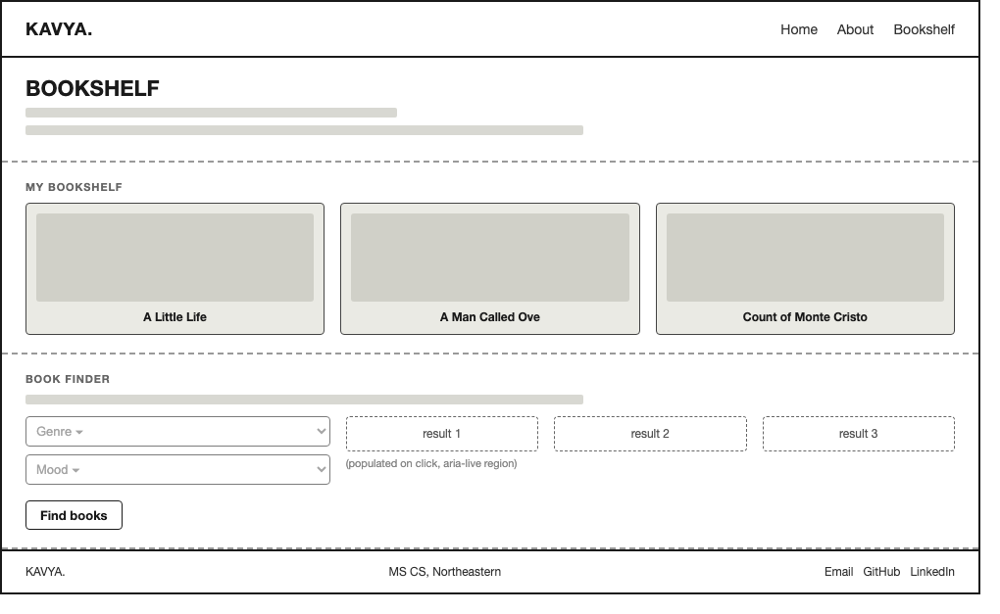 KAVYA.
Home About Bookshelf
BOOKSHELF
MY BOOKSHELF
A Little Life
A Man Called Ove
Count of Monte Cristo
BOOK FINDER
Genre
Mood
Find books
result 1
result 2
result 3
(populated on click, aria-live region)
KAVYA.
MS CS, Northeastern
Email GitHub LinkedIn